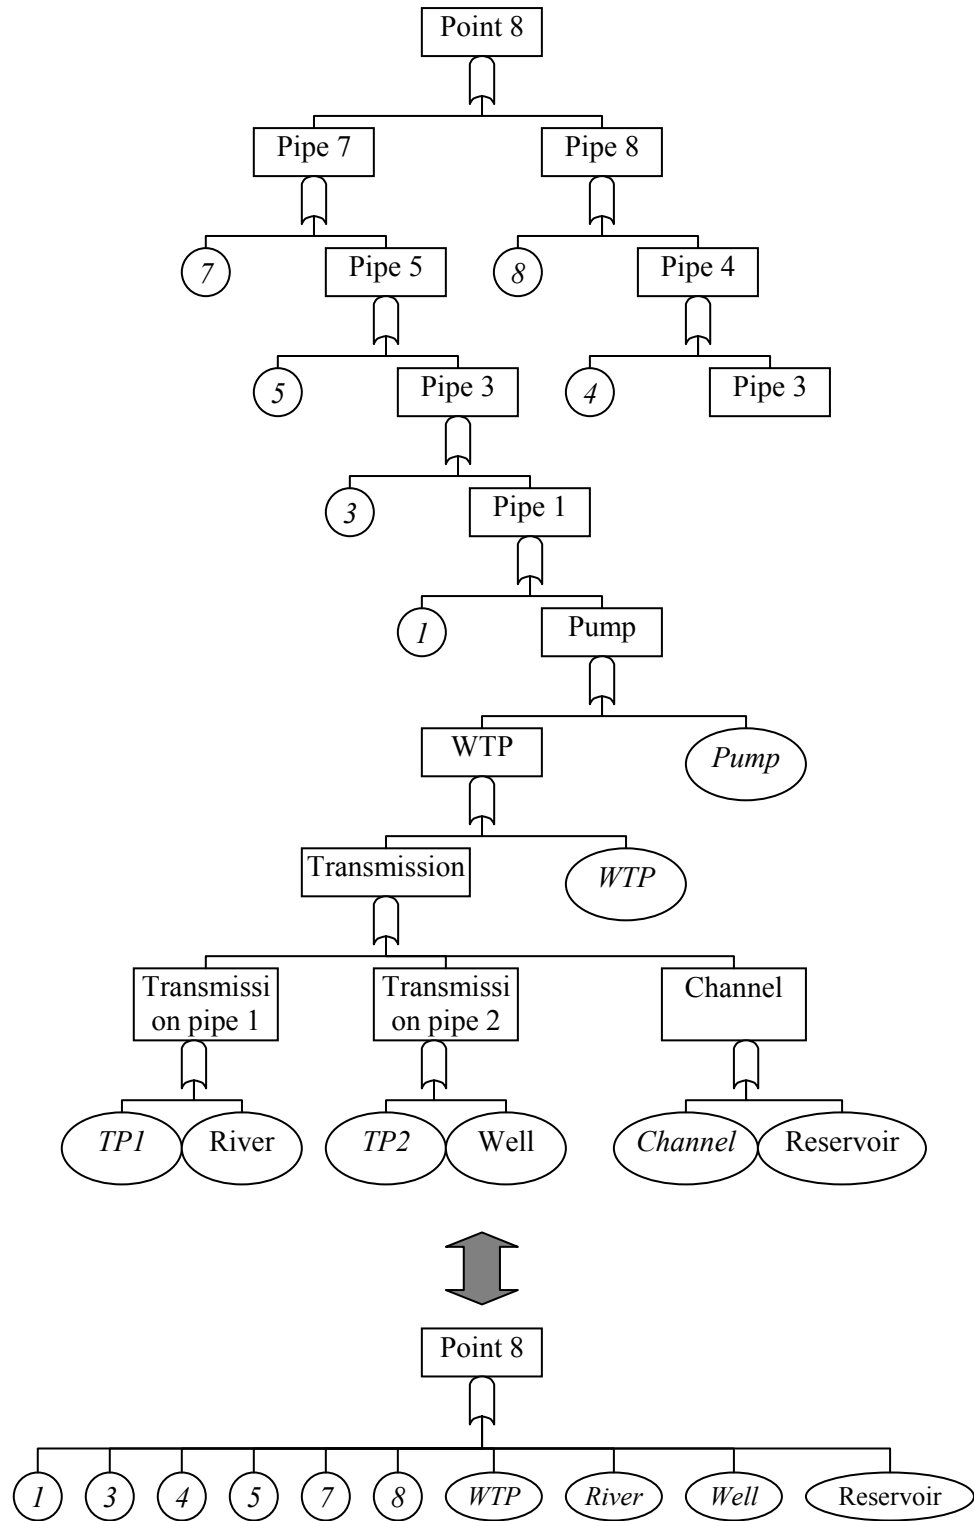 Point 8
Pipe 7
Pipe 8
7
Pipe 5
8
Pipe 4
5
Pipe 3
4
Pipe 3
3
Pipe 1
1
Pump
WTP
Pump
Transmission
WTP
Transmissi
on pipe 1
Transmissi
on pipe 2
Channel
TP1
River
TP2
Well
Channel
Reservoir
Point 8
1
3
4
5
7
8
WTP
River
Well
Reservoir